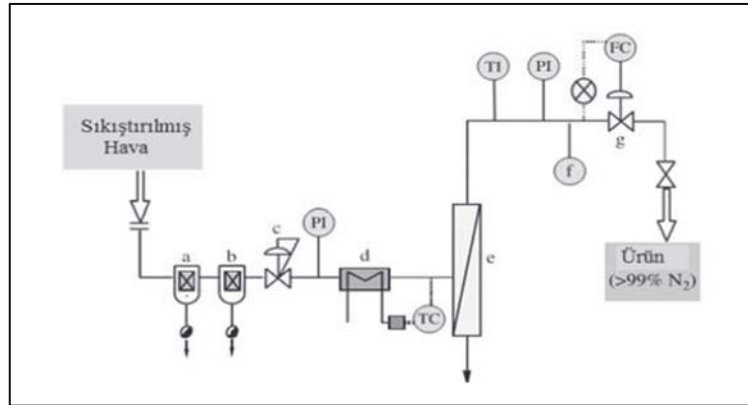 Sıkıştırılmış
Hava
a
b
c
PI
d
TC
e
TI
PI
f
FC
g
Ürün
(>99% N₂)